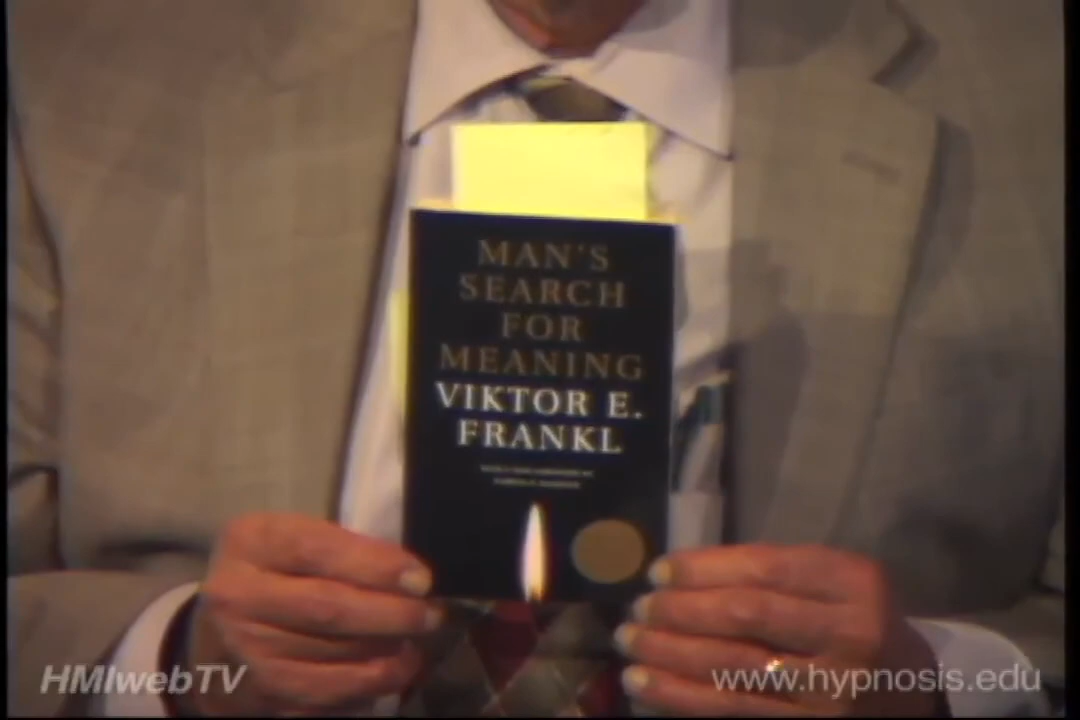 MAN'S
SEARCH
FOR
MEANING
VIKTOR E.
FRANKL
HMIwebTV
www.hypnosis.edu